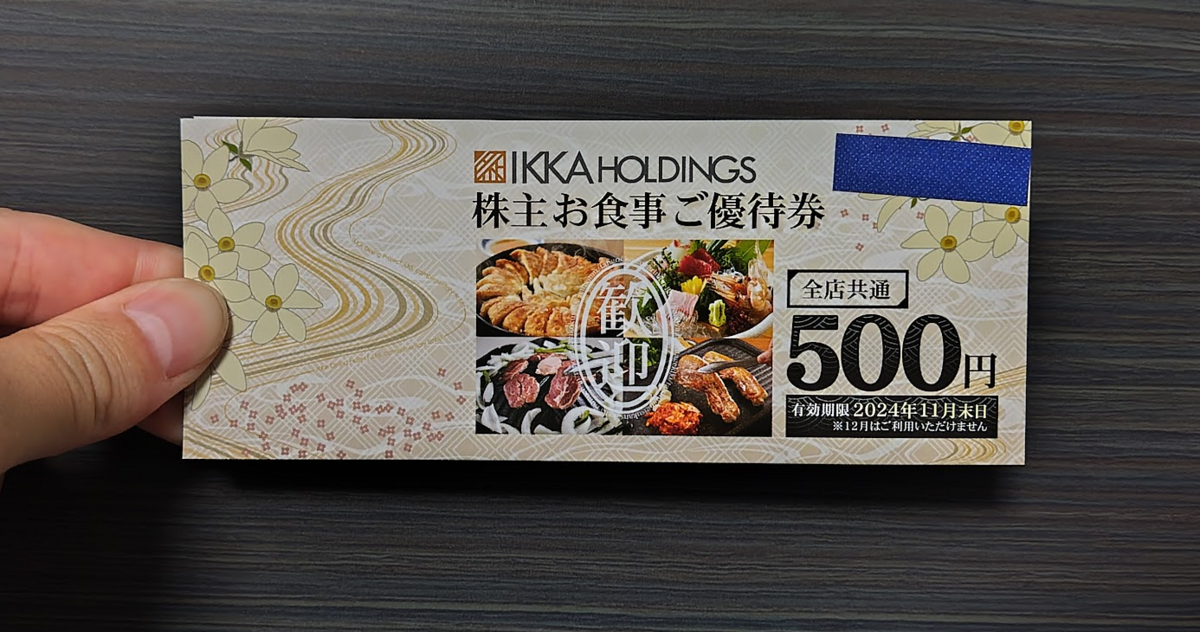 IKKA HOLDINGS
株主お食事ご優待券
歓迎
全店共通
500円
有効期限 2024年11月末日
※12月はご利用いただけません